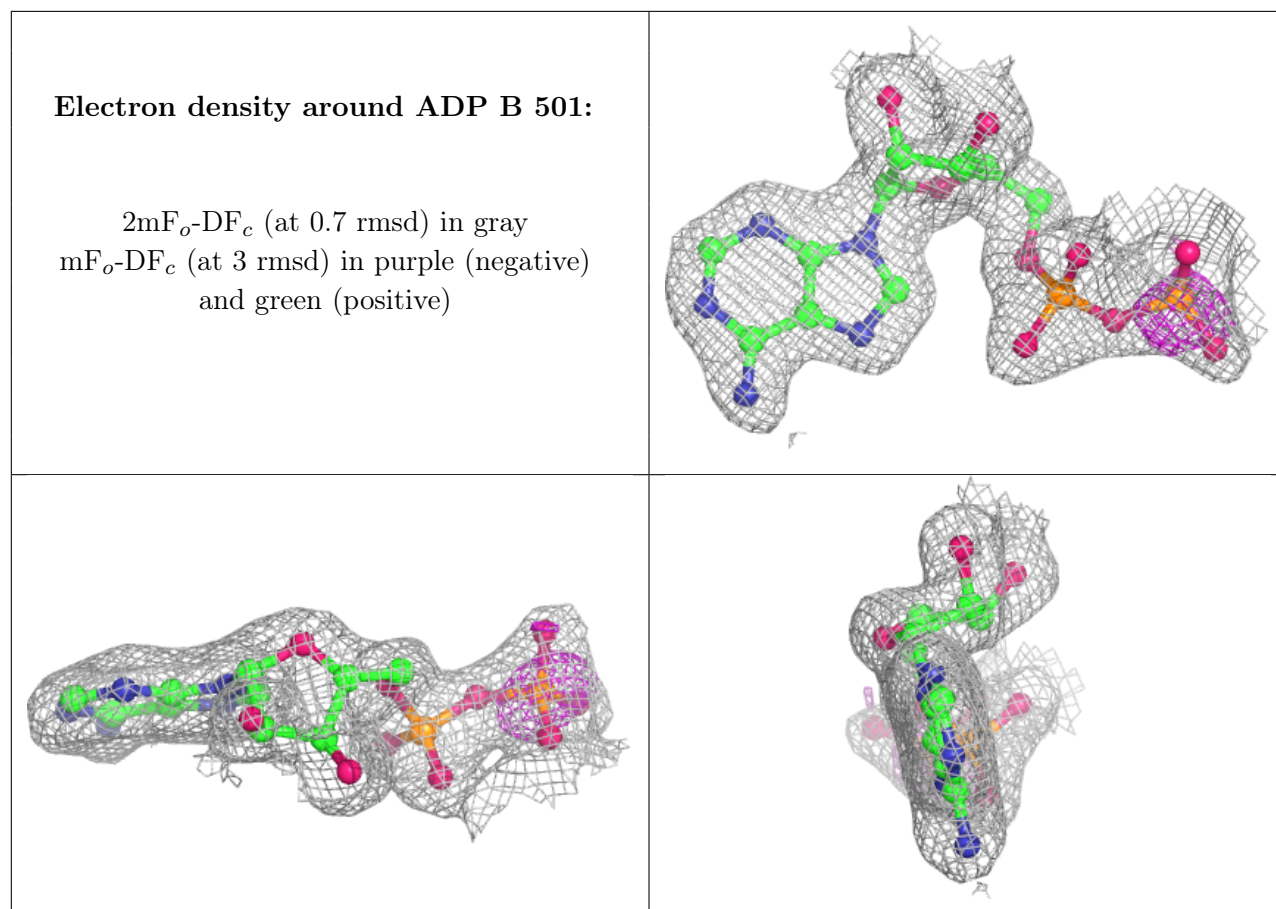 Electron density around ADP B 501:
2mFo-DFc (at 0.7 rmsd) in gray
mFo-DFc (at 3 rmsd) in purple (negative)
and green (positive)